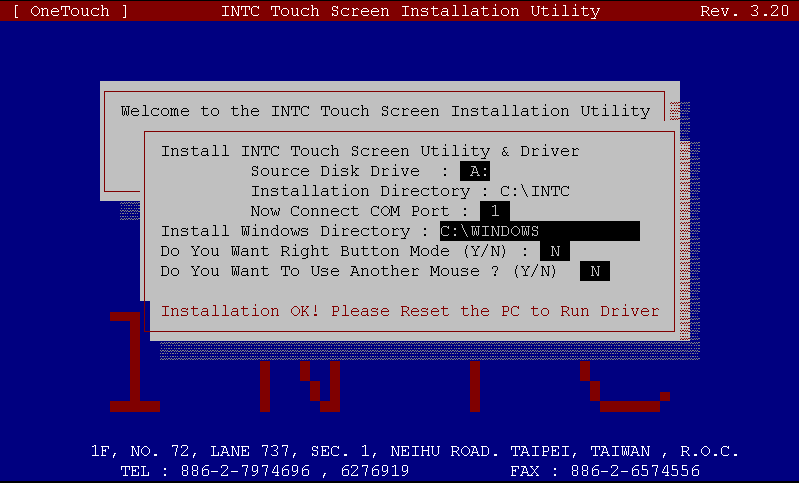 [ OneTouch ] INTC Touch Screen Installation Utility Rev. 3.20
Welcome to the INTC Touch Screen Installation Utility
Install INTC Touch Screen Utility & Driver
Source Disk Drive : A:
Installation Directory : C:\INTC
Now Connect COM Port : 1
Install Windows Directory : C:\WINDOWS
Do You Want Right Button Mode (Y/N) : N
Do You Want To Use Another Mouse ? (Y/N) N
Installation OK! Please Reset the PC to Run Driver
1F, NO. 72, LANE 737, SEC. 1, NEIHU ROAD. TAIPEI, TAIWAN , R.O.C.
TEL : 886-2-7974696 , 6276919 FAX : 886-2-6574556